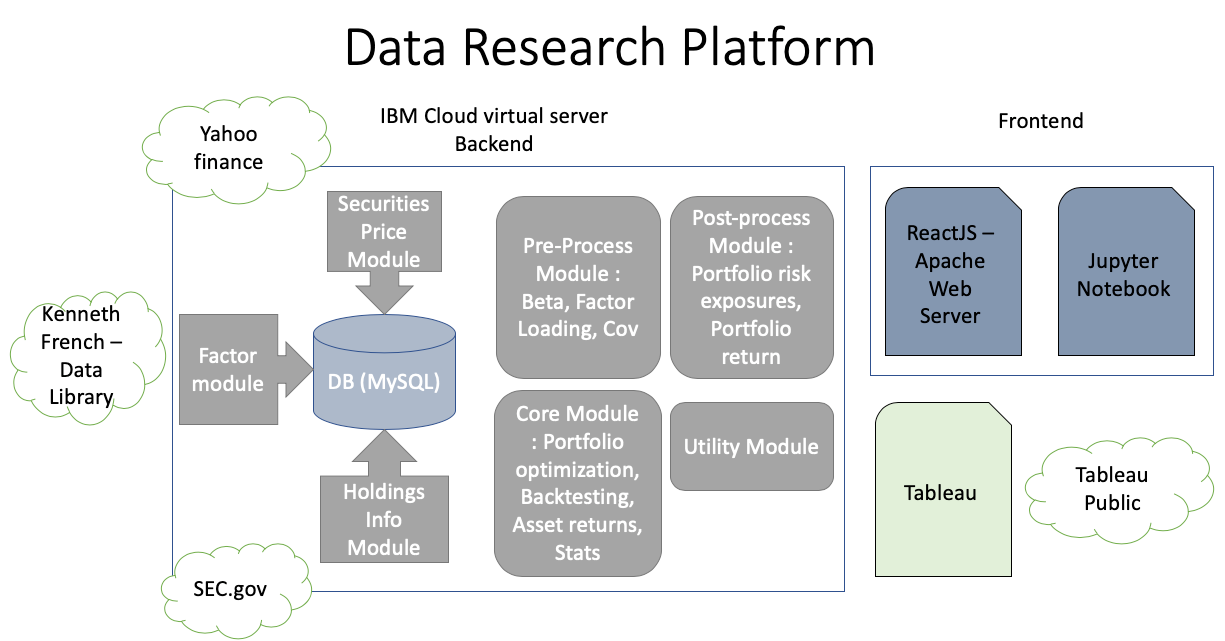 Data Research Platform
IBM Cloud virtual server
Backend
Frontend
Yahoo
finance
Kenneth
French –
Data
Library
SEC.gov
Securities
Price
Module
Factor
module
DB (MySQL)
Holdings
Info
Module
Pre-Process
Module :
Beta, Factor
Loading, Cov
Post-process
Module :
Portfolio risk
exposures,
Portfolio
return
Core Module
: Portfolio
optimization,
Backtesting,
Asset returns,
Stats
Utility Module
ReactJS –
Apache
Web
Server
Jupyter
Notebook
Tableau
Tableau
Public